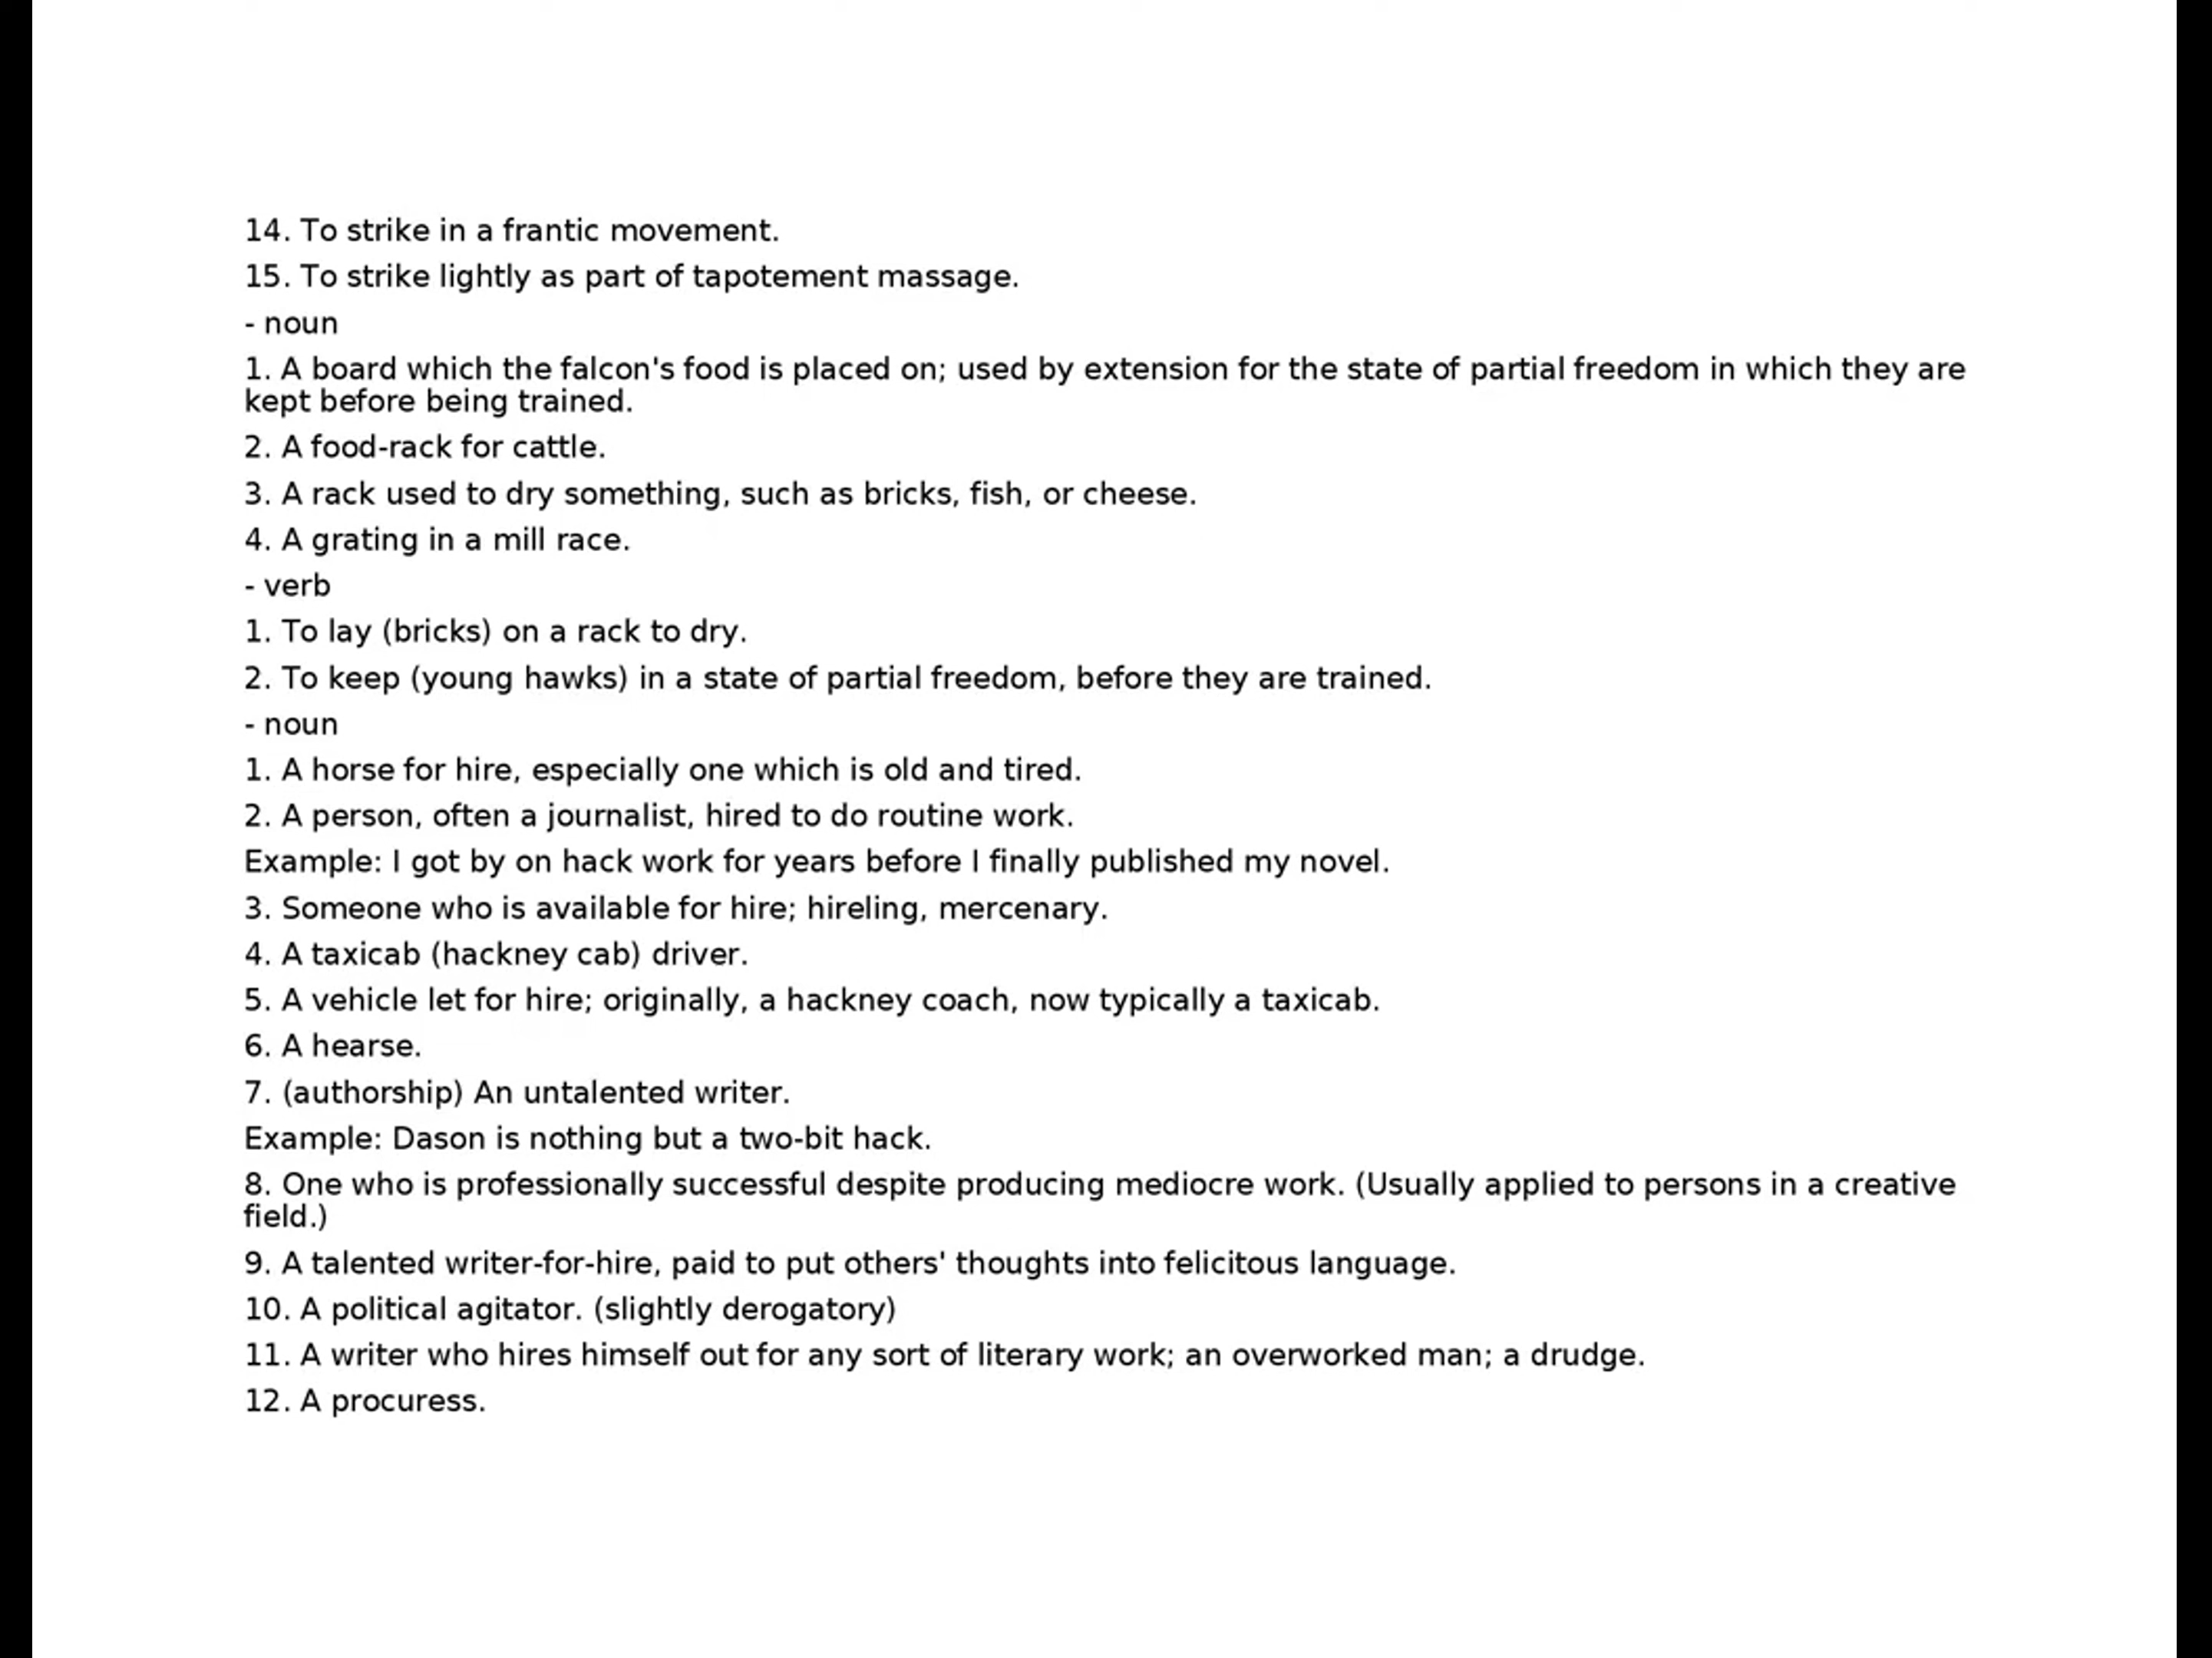 14. To strike in a frantic movement.
15. To strike lightly as part of tapotement massage.
- noun
1. A board which the falcon's food is placed on; used by extension for the state of partial freedom in which they are
kept before being trained.
2. A food-rack for cattle.
3. A rack used to dry something, such as bricks, fish, or cheese.
4. A grating in a mill race.
- verb
1. To lay (bricks) on a rack to dry.
2. To keep (young hawks) in a state of partial freedom, before they are trained.
- noun
1. A horse for hire, especially one which is old and tired.
2. A person, often a journalist, hired to do routine work.
Example: I got by on hack work for years before I finally published my novel.
3. Someone who is available for hire; hireling, mercenary.
4. A taxicab (hackney cab) driver.
5. A vehicle let for hire; originally, a hackney coach, now typically a taxicab.
6. A hearse.
7. (authorship) An untalented writer.
Example: Dason is nothing but a two-bit hack.
8. One who is professionally successful despite producing mediocre work. (Usually applied to persons in a creative
field.)
9. A talented writer-for-hire, paid to put others' thoughts into felicitous language.
10. A political agitator. (slightly derogatory)
11. A writer who hires himself out for any sort of literary work; an overworked man; a drudge.
12. A procuress.